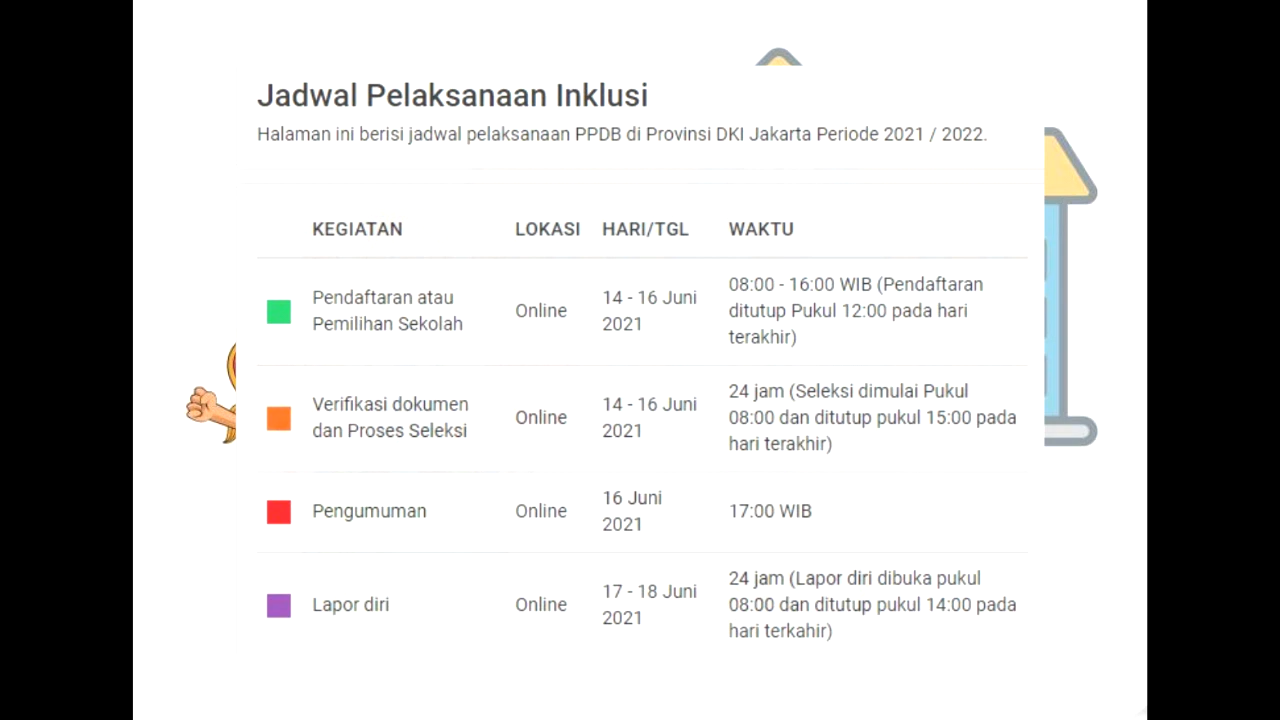 Jadwal Pelaksanaan Inklusi
Halaman ini berisi jadwal pelaksanaan PPDB di Provinsi DKI Jakarta Periode 2021 / 2022.
KEGIATAN LOKASI HARI/TGL WAKTU
Pendaftaran atau
Pemilihan Sekolah
Online
14 - 16 Juni
2021
08:00 - 16:00 WIB (Pendaftaran
ditutup Pukul 12:00 pada hari
terakhir)
Verifikasi dokumen
dan Proses Seleksi
Online
14 - 16 Juni
2021
24 jam (Seleksi dimulai Pukul
08:00 dan ditutup pukul 15:00 pada
hari terakhir)
Pengumuman
Online
16 Juni
2021
17:00 WIB
Lapor diri
Online
17 - 18 Juni
2021
24 jam (Lapor diri dibuka pukul
08:00 dan ditutup pukul 14:00 pada
hari terkahir)